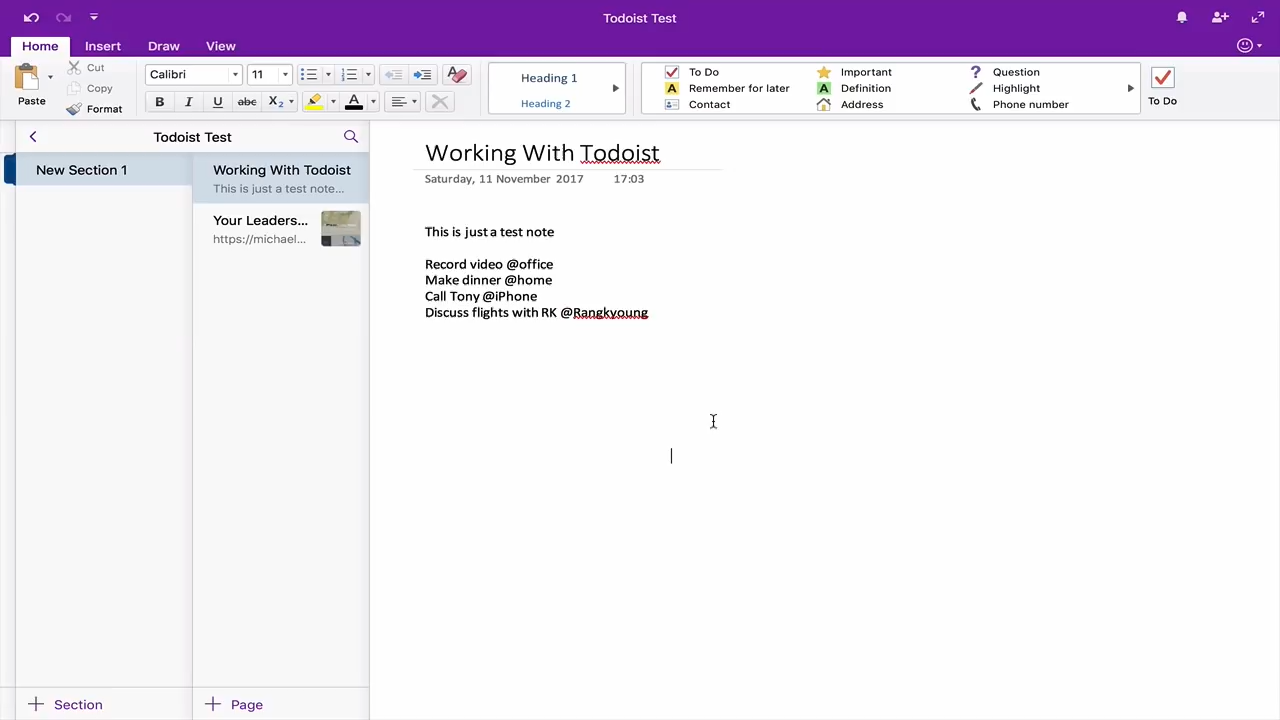 Todoist Test
Home Insert Draw View
Paste
Cut
Copy
Format
Calibri 11
B I U abc X₂ A
Heading 1
Heading 2
To Do Important Question
Remember for later Definition Highlight
Contact Address Phone number
To Do
Todoist Test
New Section 1
Working With Todoist
This is just a test note...
Your Leaders...
https://michael...
Working With Todoist
Saturday, 11 November 2017 17:03
This is just a test note
Record video @office
Make dinner @home
Call Tony @iPhone
Discuss flights with RK @Rangkyoung
Section
Page